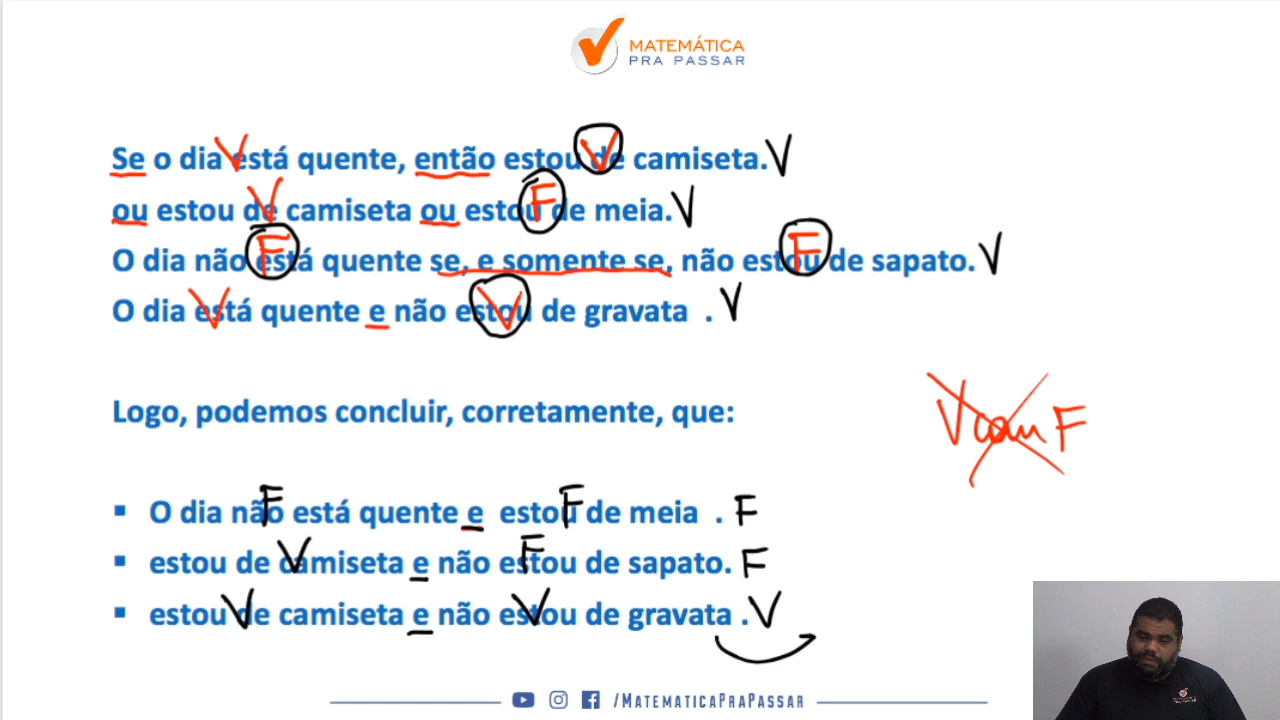 MATEMÁTICA
PRA PASSAR
Se o dia está quente, então estou de camiseta. V
V V
ou estou de camiseta ou estou de meia. V
V F
O dia não está quente se, e somente se, não estou de sapato. V
F F
O dia está quente e não estou de gravata . V
V V
Logo, podemos concluir, corretamente, que:
V com F
▪ O dia não está quente e estou de meia . F
F F
▪ estou de camiseta e não estou de sapato. F
V F
▪ estou de camiseta e não estou de gravata . V
V V
/MATEMATICAPRAPASSAR